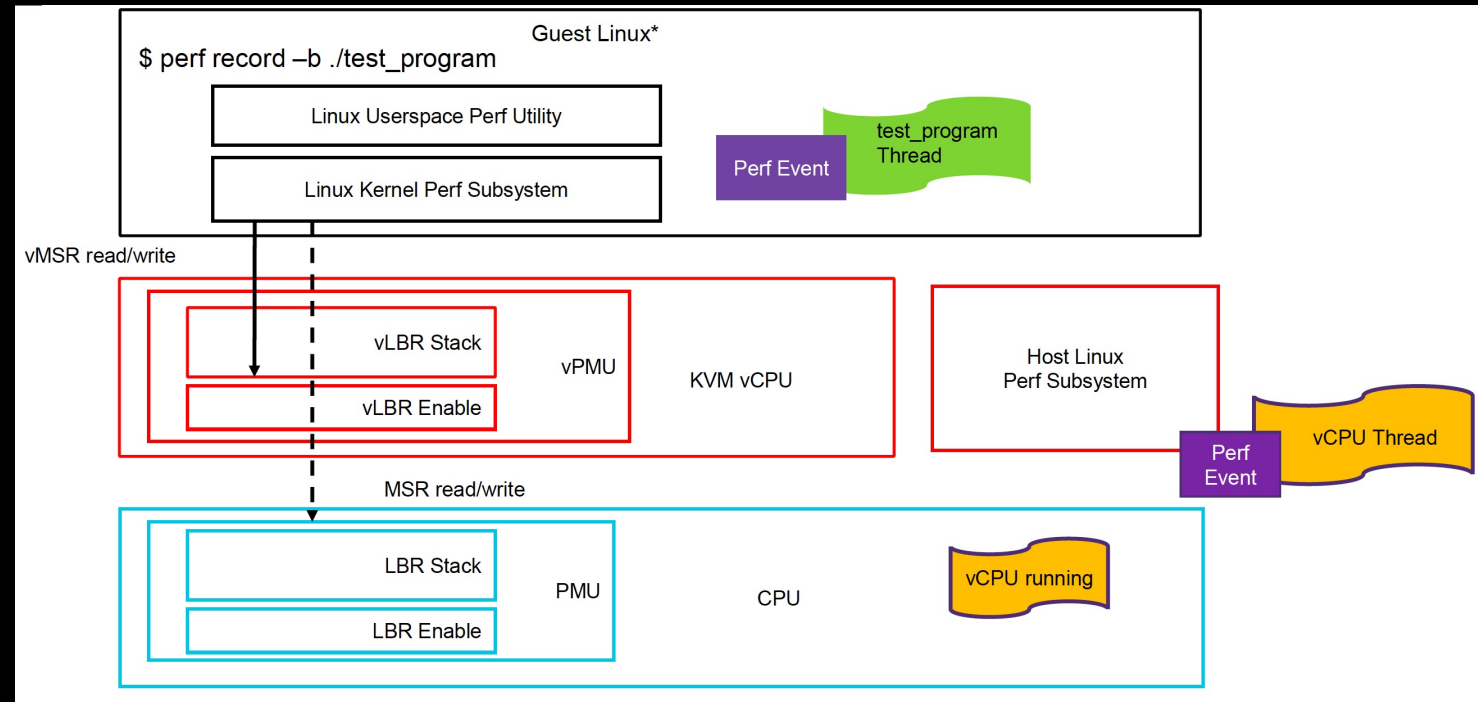 Guest Linux*
$ perf record –b ./test_program
Linux Userspace Perf Utility
Linux Kernel Perf Subsystem
Perf Event
test_program
Thread
vMSR read/write
vLBR Stack
vLBR Enable
vPMU
KVM vCPU
Host Linux
Perf Subsystem
Perf
Event
vCPU Thread
MSR read/write
LBR Stack
LBR Enable
PMU
CPU
vCPU running